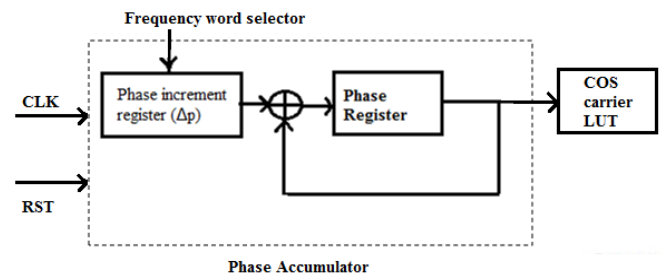 Frequency word selector
CLK
RST
Phase increment
register (Δp)
Phase
Register
COS
carrier
LUT
Phase Accumulator